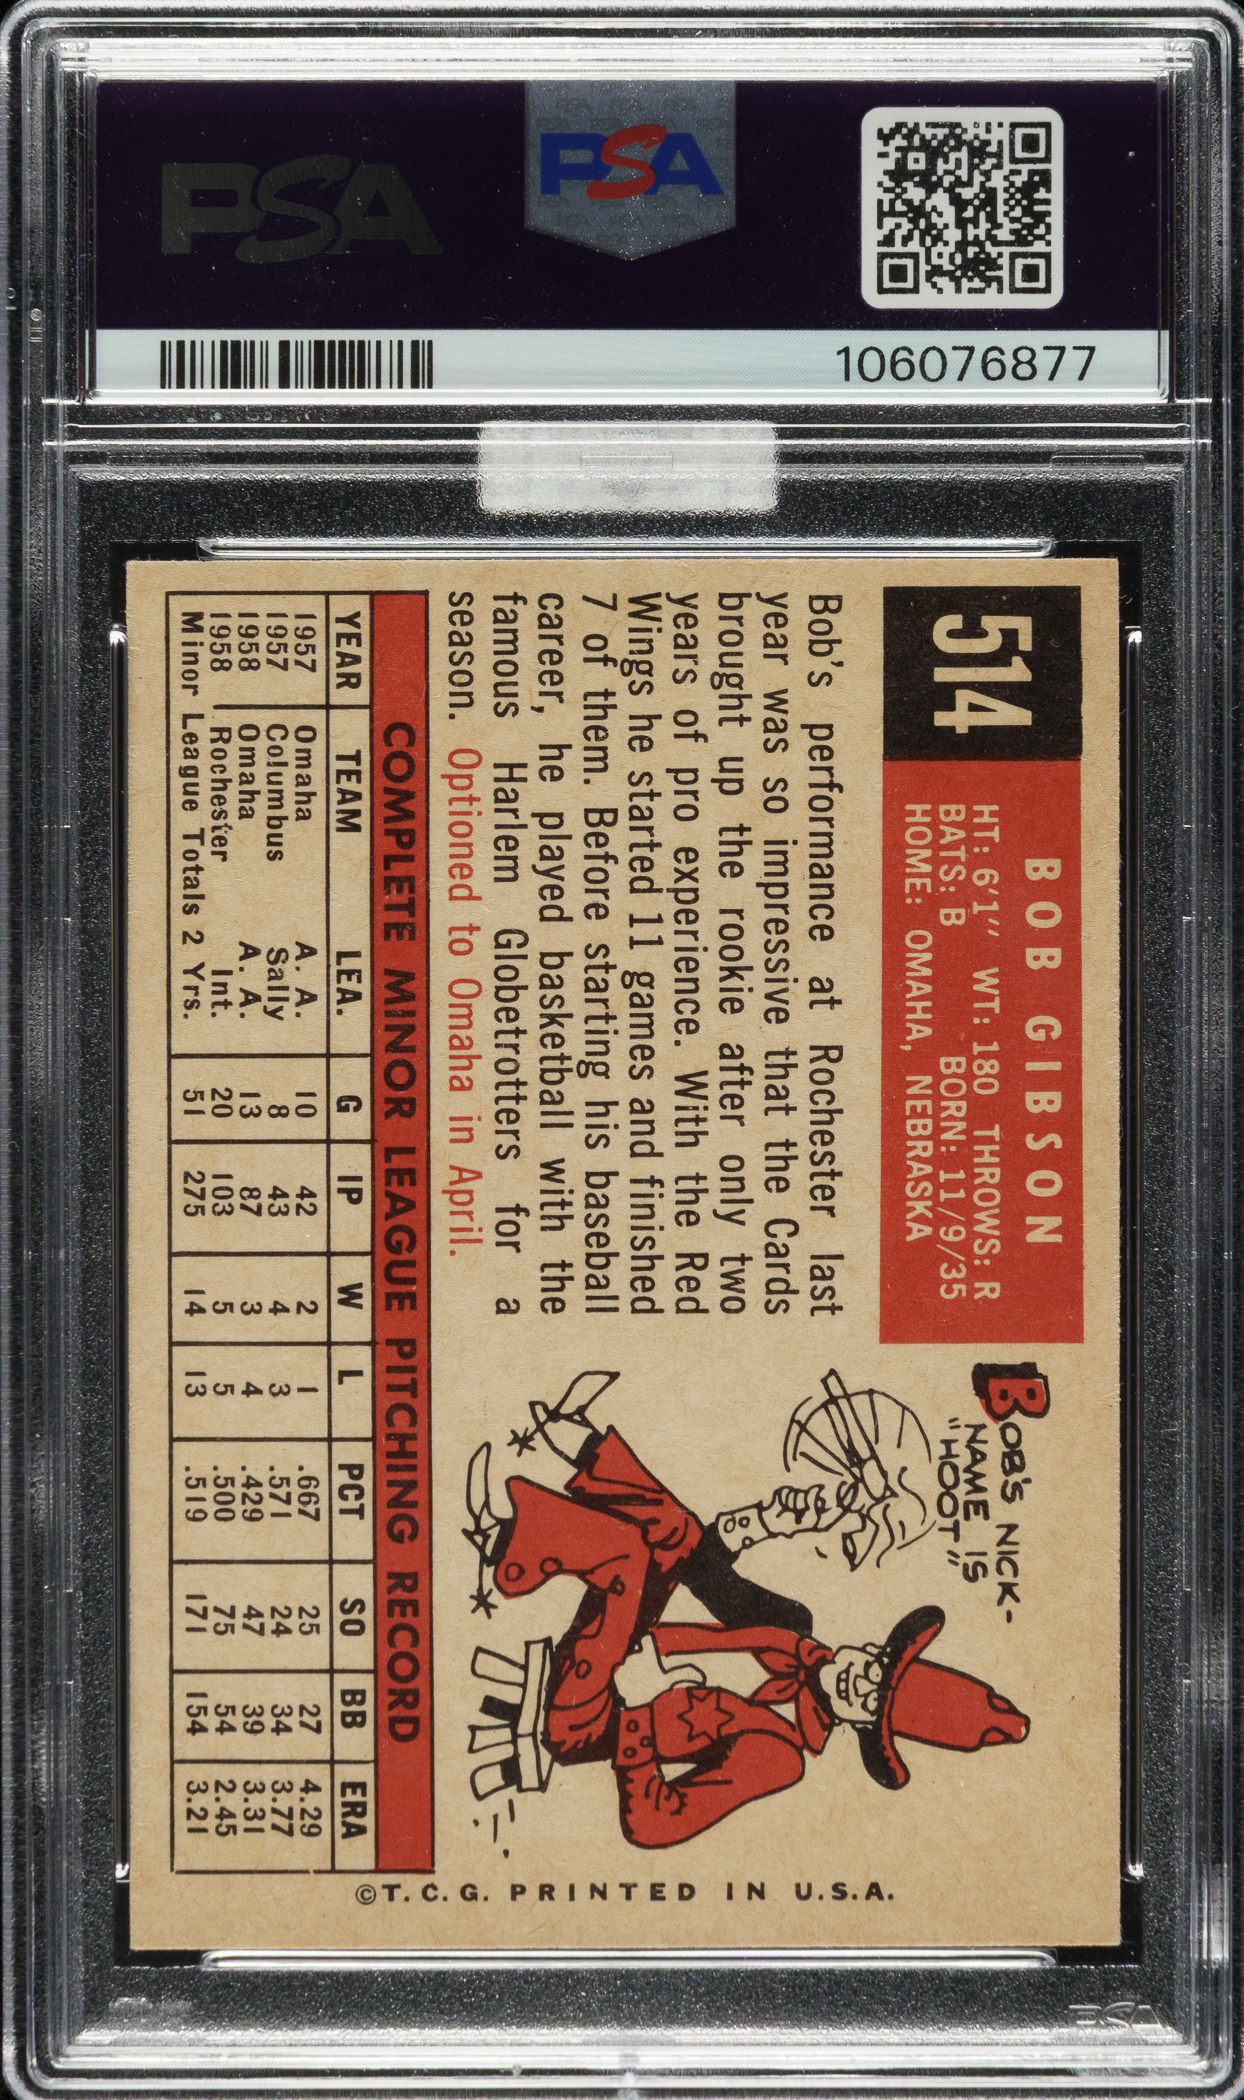 PSA
PSA
106076877
514
BOB GIBSON
HT: 6'1" WT: 180 THROWS: R
BATS: B BORN: 11/9/35
HOME: OMAHA, NEBRASKA
Bob's performance at Rochester last
year was so impressive that the Cards
brought up the rookie after only two
years of pro experience. With the Red
Wings he started 11 games and finished
7 of them. Before starting his baseball
career, he played basketball with the
famous Harlem Globetrotters for a
season. Optioned to Omaha in April.
BOB'S NICK-
NAME IS
"HOOT"
COMPLETE MINOR LEAGUE PITCHING RECORD
YEAR TEAM LEA. G IP W L PCT SO BB ERA
1957 Omaha A. A. 10 42 2 1 .667 25 27 4.29
1957 Columbus Sally 8 43 4 3 .571 24 34 3.77
1958 Omaha A. A. 13 87 3 4 .429 47 39 3.31
1958 Rochester Int. 20 103 5 5 .500 75 54 2.45
Minor League Totals 2 Yrs. 51 275 14 13 .519 171 154 3.21
©T. C. G. PRINTED IN U.S.A.
PSA